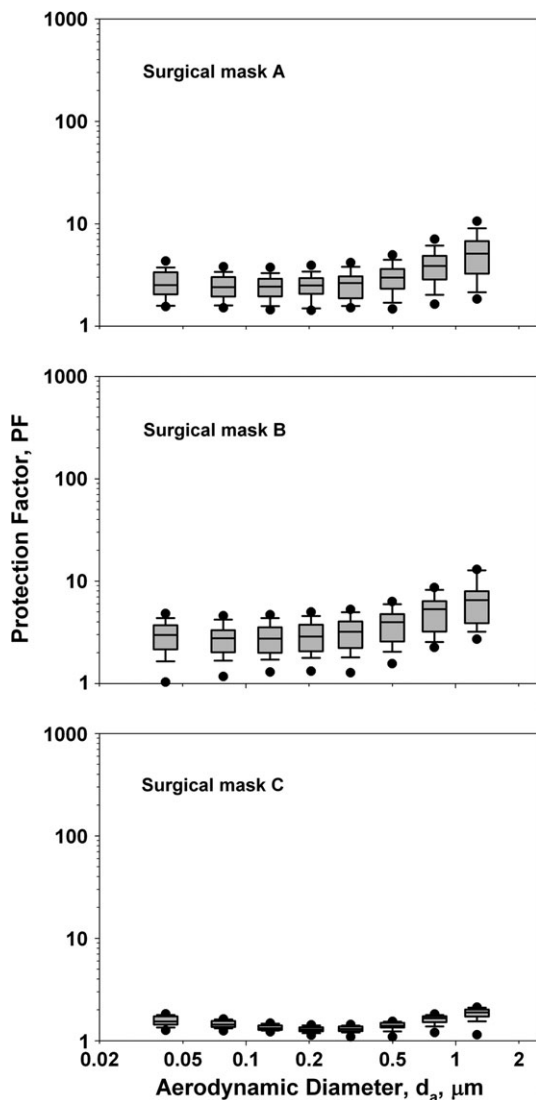 1000
Surgical mask A
100
10
1
1000
Surgical mask B
100
10
1
Protection Factor, PF
1000
Surgical mask C
100
10
1
0.02 0.05 0.1 0.2 0.5 1 2
Aerodynamic Diameter, da, μm